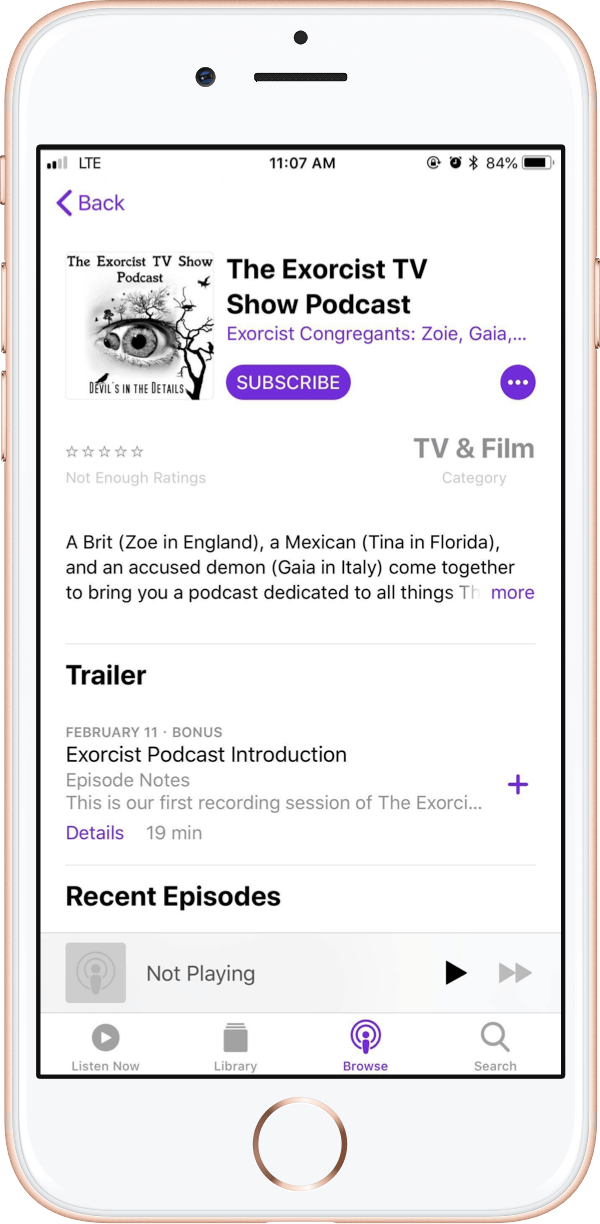 LTE 11:07 AM 84%
Back
The Exorcist TV Show
Podcast
DEVIL'S IN THE DETAILS
The Exorcist TV
Show Podcast
Exorcist Congregants: Zoie, Gaia,...
SUBSCRIBE
Not Enough Ratings
TV & Film
Category
A Brit (Zoe in England), a Mexican (Tina in Florida),
and an accused demon (Gaia in Italy) come together
to bring you a podcast dedicated to all things Th more
Trailer
FEBRUARY 11 · BONUS
Exorcist Podcast Introduction
Episode Notes
This is our first recording session of The Exorci...
Details 19 min
Recent Episodes
Not Playing
Listen Now Library Browse Search